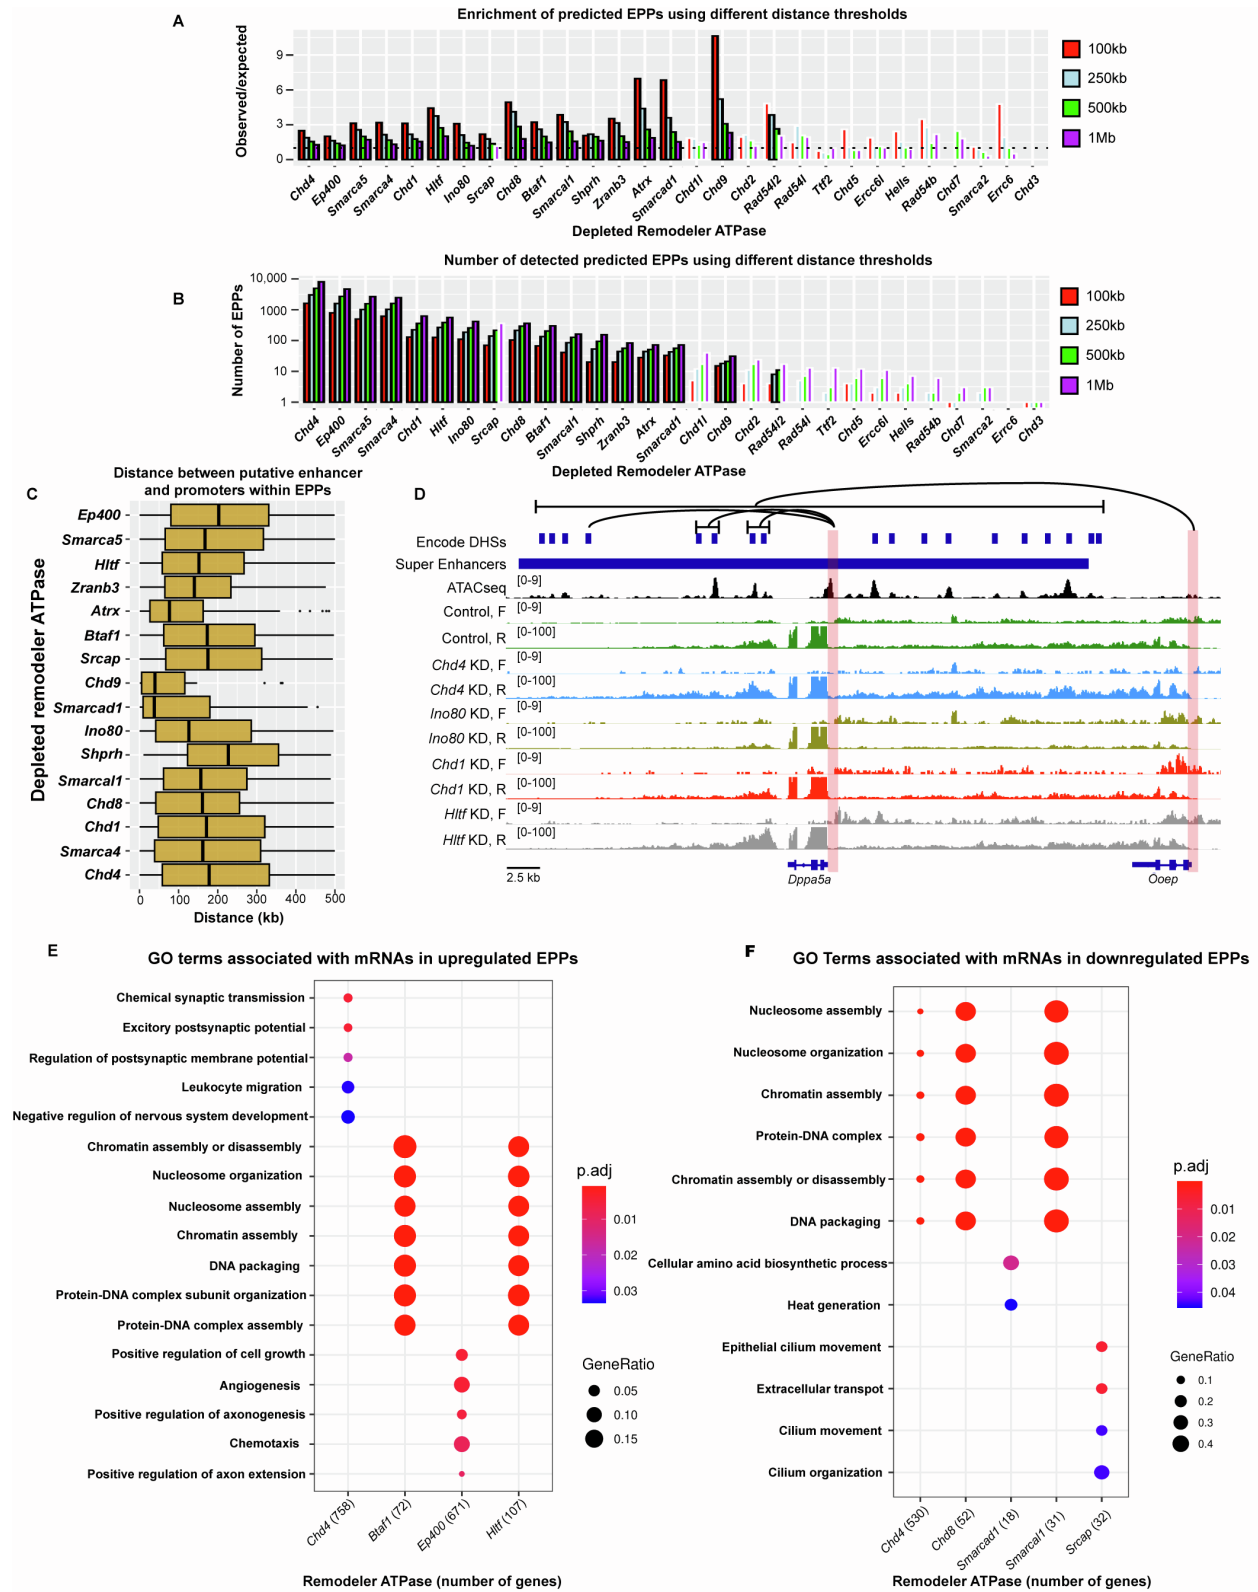 A
Enrichment of predicted EPPs using different distance thresholds
Observed/expected
9
6
3
0
100kb
250kb
500kb
1Mb
Chd4 Ep400 Smarca5 Smarca4 Chd1 Hltf Ino80 Srcap Chd8 Btaf1 Smarcal1 Shprh Zranb3 Atrx Smarcad1 Chd1l Chd9 Chd2 Rad54l2 Rad54l Ttf2 Chd5 Ercc6l Hells Rad54b Chd7 Smarca2 Errc6 Chd3
Depleted Remodeler ATPase
Number of detected predicted EPPs using different distance thresholds
B
Number of EPPs
10,000
1000
100
10
1
100kb
250kb
500kb
1Mb
Chd4 Ep400 Smarca5 Smarca4 Chd1 Hltf Ino80 Srcap Chd8 Btaf1 Smarcal1 Shprh Zranb3 Atrx Smarcad1 Chd1l Chd9 Chd2 Rad54l2 Rad54l Ttf2 Chd5 Ercc6l Hells Rad54b Chd7 Smarca2 Errc6 Chd3
Depleted Remodeler ATPase
C
Distance between putative enhancer
and promoters within EPPs
Depleted remodeler ATPase
Ep400
Smarca5
Hltf
Zranb3
Atrx
Btaf1
Srcap
Chd9
Smarcad1
Ino80
Shprh
Smarcal1
Chd8
Chd1
Smarca4
Chd4
0 100 200 300 400 500
Distance (kb)
D
Encode DHSs
Super Enhancers
ATACseq [0-9]
Control, F [0-9]
Control, R [0-100]
Chd4 KD, F [0-9]
Chd4 KD, R [0-100]
Ino80 KD, F [0-9]
Ino80 KD, R [0-100]
Chd1 KD, F [0-9]
Chd1 KD, R [0-100]
Hltf KD, F [0-9]
Hltf KD, R [0-100]
2.5 kb
Dppa5a
Ooep
E
GO terms associated with mRNAs in upregulated EPPs
Chemical synaptic transmission
Excitory postsynaptic potential
Regulation of postsynaptic membrane potential
Leukocyte migration
Negative regulion of nervous system development
Chromatin assembly or disassembly
Nucleosome organization
Nucleosome assembly
Chromatin assembly
DNA packaging
Protein-DNA complex subunit organization
Protein-DNA complex assembly
Positive regulation of cell growth
Angiogenesis
Positive regulation of axonogenesis
Chemotaxis
Positive regulation of axon extension
Chd4 (758) Btaf1 (72) Ep400 (671) Hltf (107)
Remodeler ATPase (number of genes)
p.adj
0.01
0.02
0.03
GeneRatio
0.05
0.10
0.15
F
GO Terms associated with mRNAs in downregulated EPPs
Nucleosome assembly
Nucleosome organization
Chromatin assembly
Protein-DNA complex
Chromatin assembly or disassembly
DNA packaging
Cellular amino acid biosynthetic process
Heat generation
Epithelial cilium movement
Extracellular transpot
Cilium movement
Cilium organization
Chd4 (530) Chd8 (52) Smarcad1 (18) Smarcal1 (31) Srcap (32)
Remodeler ATPase (number of genes)
p.adj
0.01
0.02
0.03
0.04
GeneRatio
0.1
0.2
0.3
0.4